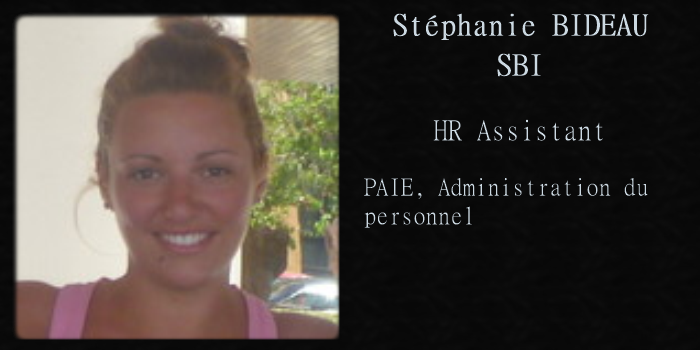 Stéphanie BIDEAU
SBI
HR Assistant
PAIE, Administration du
personnel